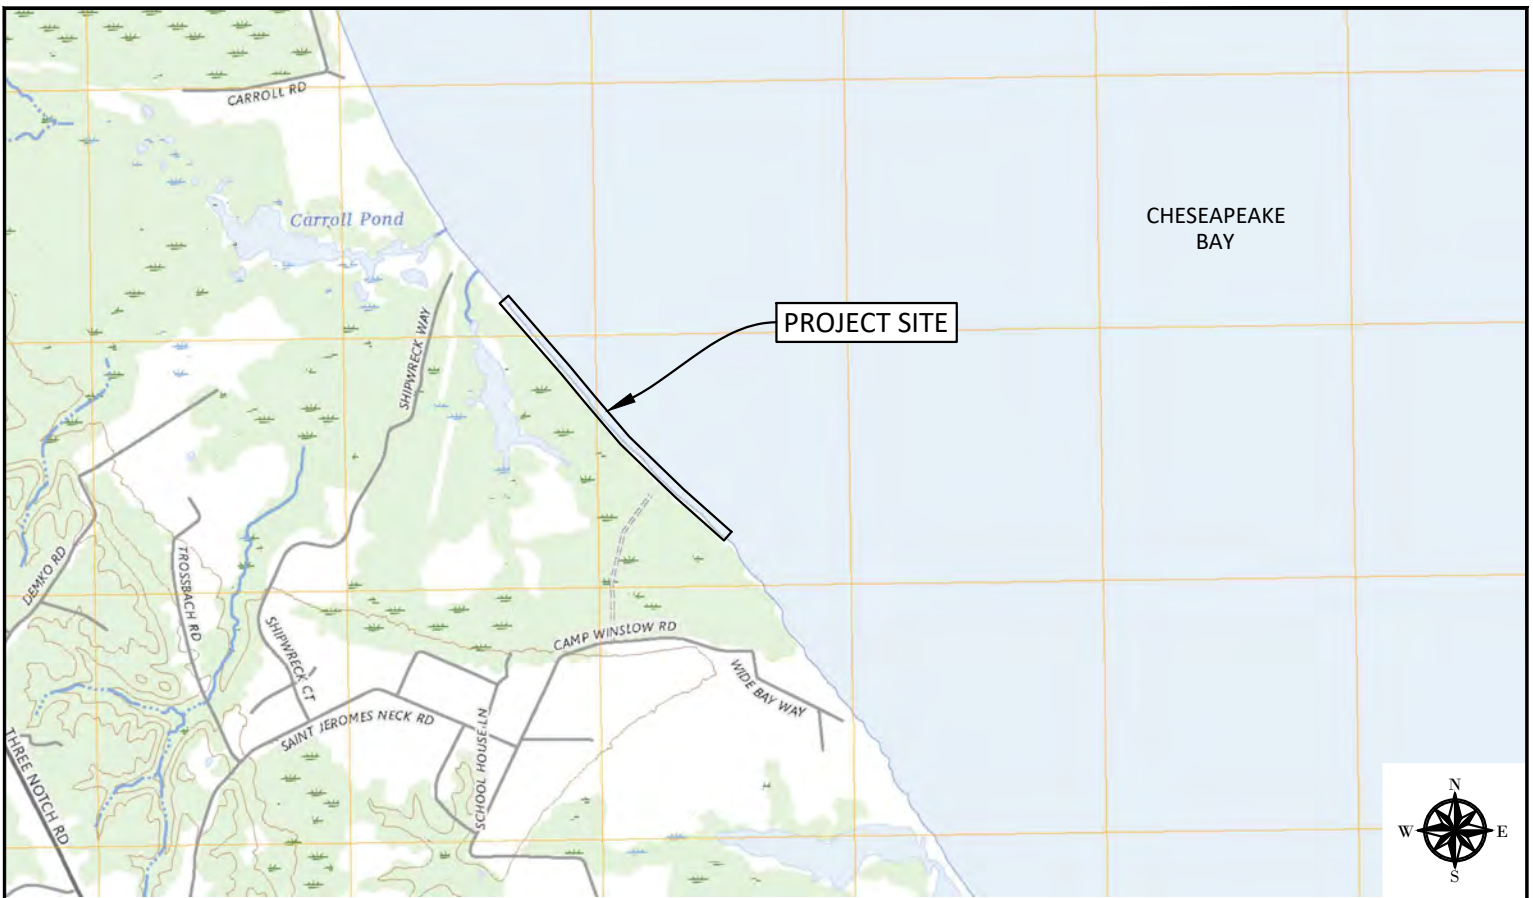 CARROLL RD
Carroll Pond
CHESEAPEAKE
BAY
PROJECT SITE
SHIPWRECK WAY
DEMKO RD
TROSSBACH RD
SHIPWRECK CT
CAMP WINSLOW RD
WIDE BAY WAY
SAINT JEROMES NECK RD
SCHOOL HOUSE LN
THREE NOTCH RD
N
W
E
S